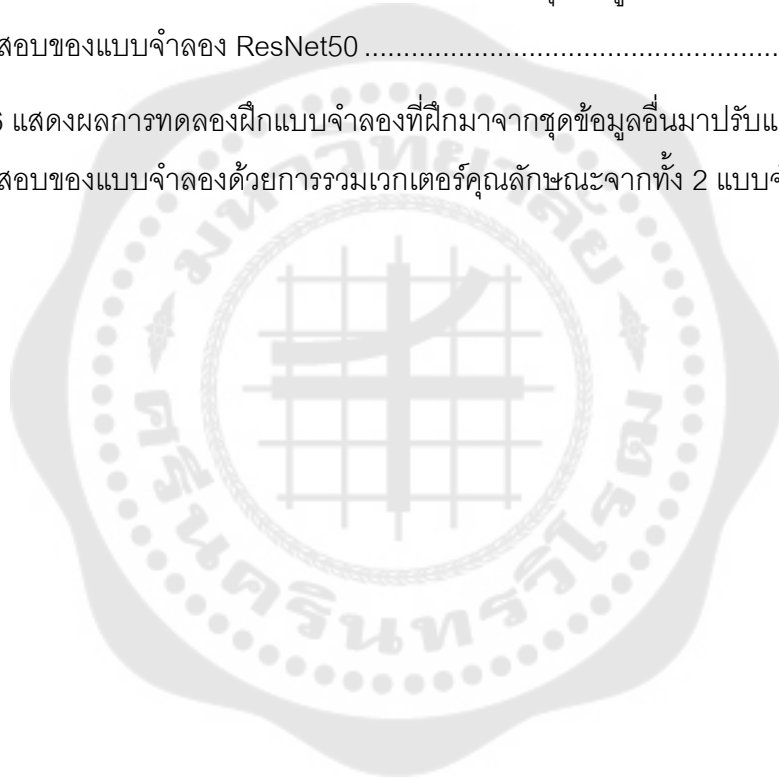 สอบของแบบจำลอง ResNet50 ......................................................
6 แสดงผลการทดลองฝึกแบบจำลองที่ฝึกมาจากชุดข้อมูลอื่นมาปรับแ
สอบของแบบจำลองด้วยการรวมเวกเตอร์คุณลักษณะจากทั้ง 2 แบบจ
มหาวิทยาลัย
ศรีนครินทรวิโรฒ